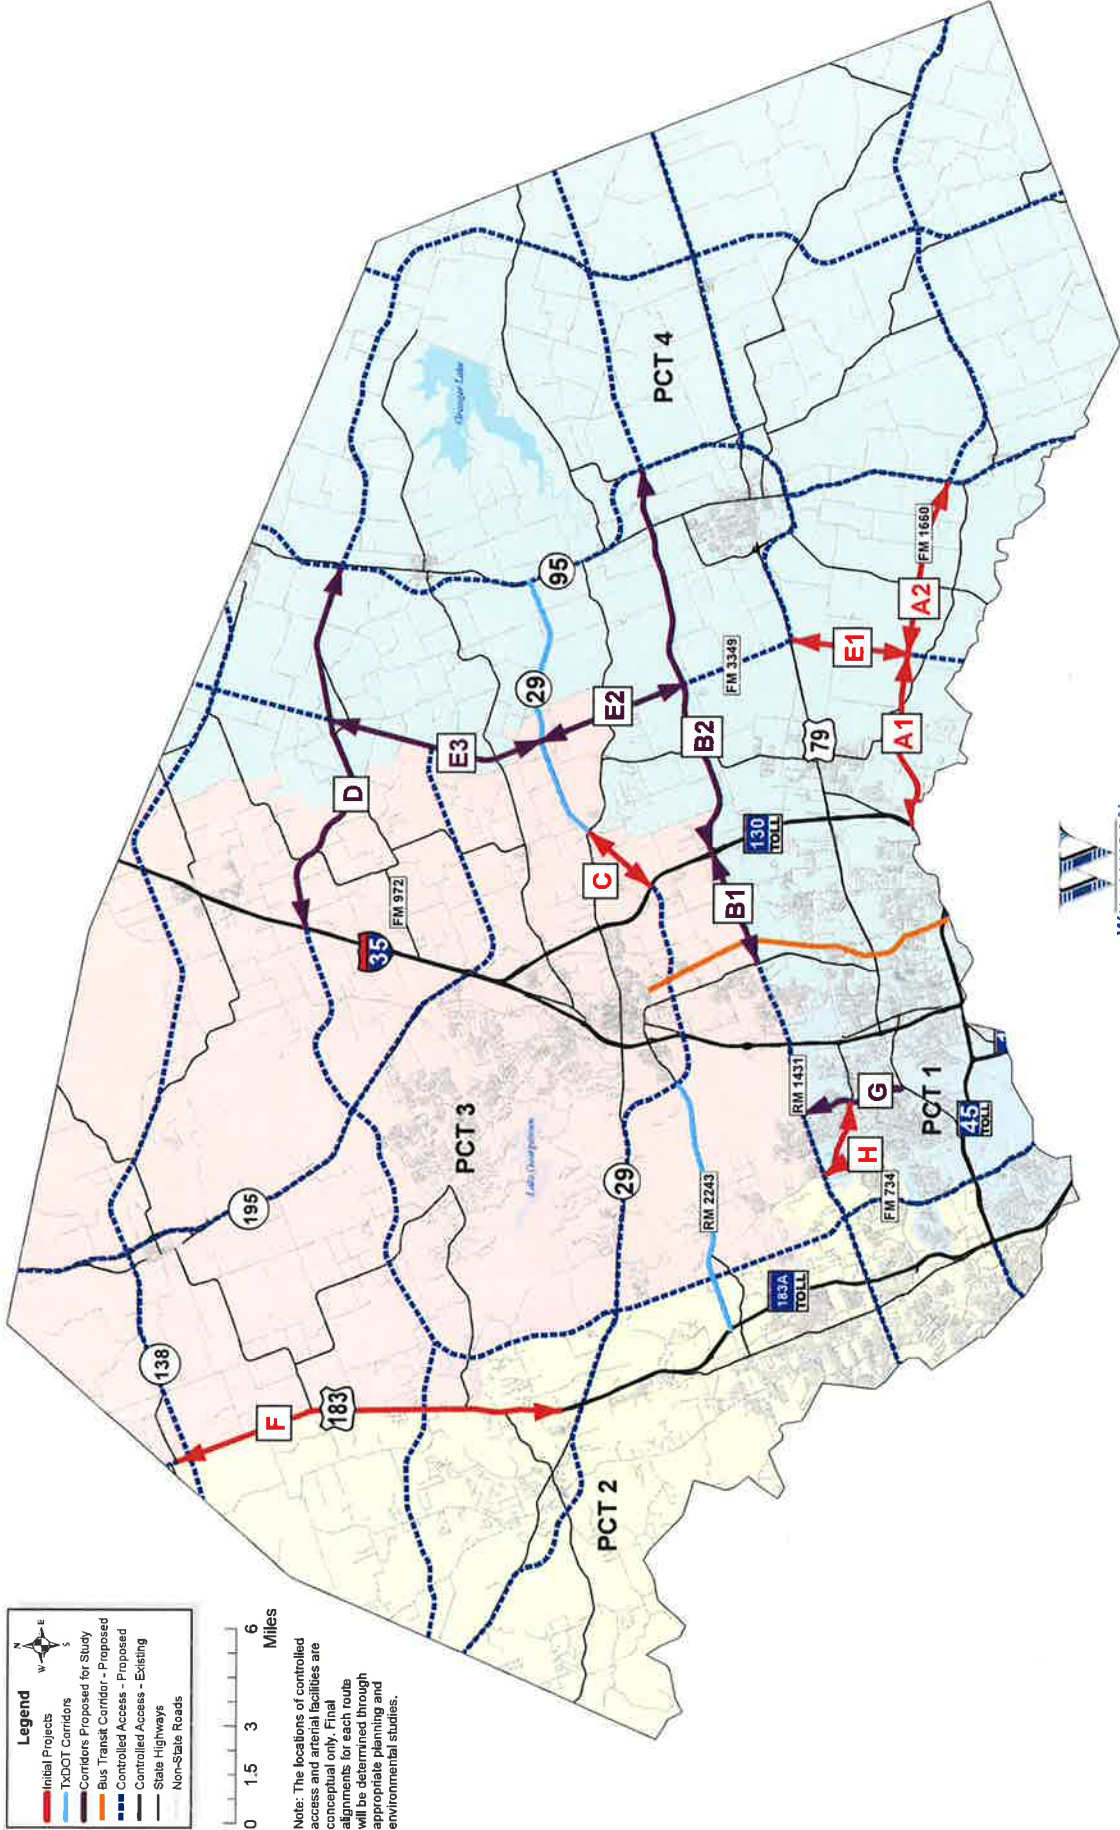 Legend
N
W E
S
Initial Projects
TxDOT Corridors
Corridors Proposed for Study
Bus Transit Corridor - Proposed
Controlled Access - Proposed
Controlled Access - Existing
State Highways
Non-State Roads
0 1.5 3 6
Miles
Note: The locations of controlled
access and arterial facilities are
conceptual only. Final
alignments for each route
will be determined through
appropriate planning and
environmental studies.
138
F
183
195
PCT 2
PCT 3
29
RM 2243
183A
TOLL
Lake Georgetown
35
FM 972
D
E3
C
29
E2
95
Granger Lake
PCT 4
B2
B1
130
TOLL
FM 3349
79
E1
A1
A2
FM 1660
RM 1431
G
H
FM 734
PCT 1
45
TOLL